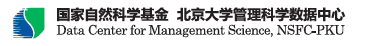 国家自然科学基金 北京大学管理科学数据中心
Data Center for Management Science, NSFC-PKU